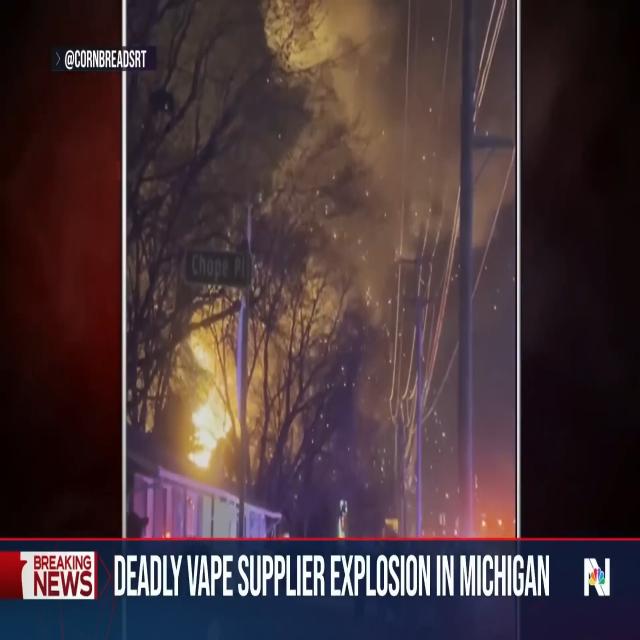 @CORNBREADSRT
Chope Pl
BREAKING
NEWS
DEADLY VAPE SUPPLIER EXPLOSION IN MICHIGAN